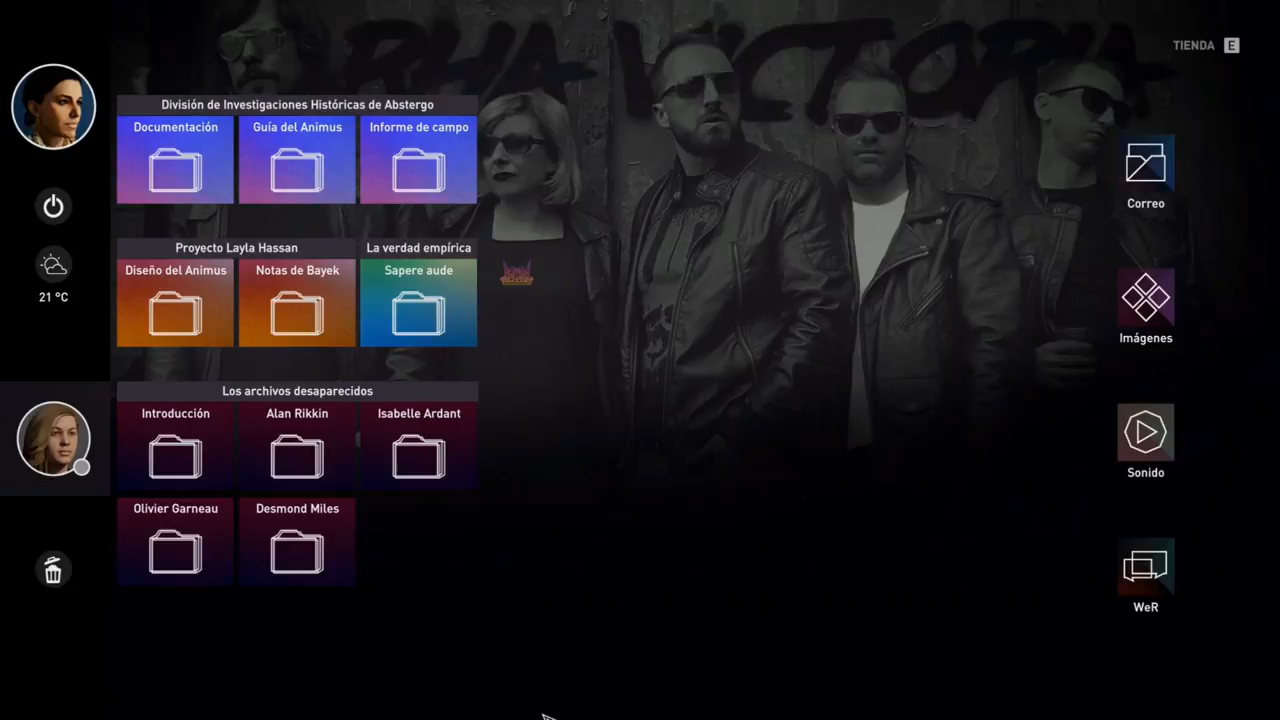 RHA VICTORIA
TIENDA E
División de Investigaciones Históricas de Abstergo
Documentación
Guía del Animus
Informe de campo
Correo
Proyecto Layla Hassan
La verdad empírica
Diseño del Animus
Notas de Bayek
Sapere aude
21 °C
Imágenes
Los archivos desaparecidos
Introducción
Alan Rikkin
Isabelle Ardant
Sonido
Olivier Garneau
Desmond Miles
WeR